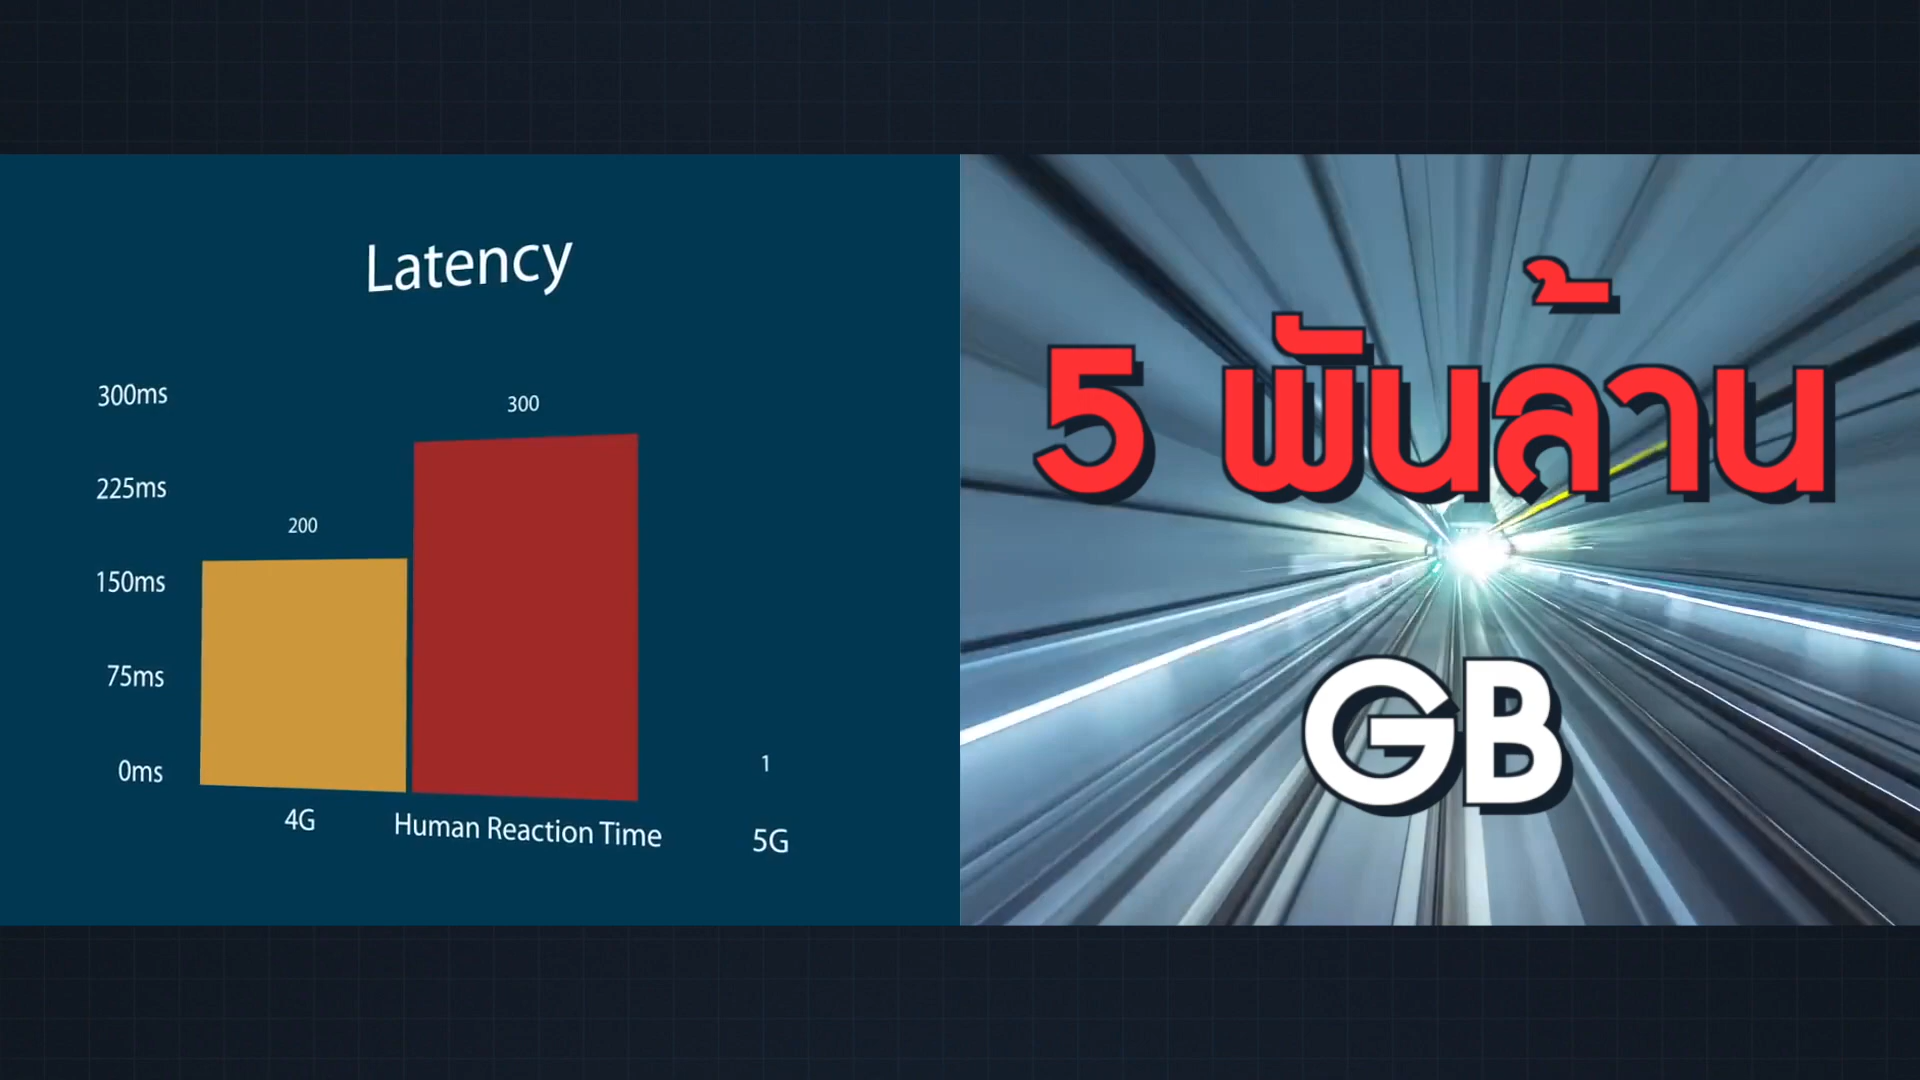 Latency
300ms
225ms
150ms
75ms
0ms
200
300
1
4G
Human Reaction Time
5G
5 พันล้าน
GB